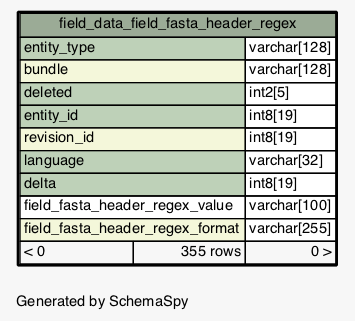 field_data_field_fasta_header_regex
entity_type varchar[128]
bundle varchar[128]
deleted int2[5]
entity_id int8[19]
revision_id int8[19]
language varchar[32]
delta int8[19]
field_fasta_header_regex_value varchar[100]
field_fasta_header_regex_format varchar[255]
< 0 355 rows 0 >
Generated by SchemaSpy